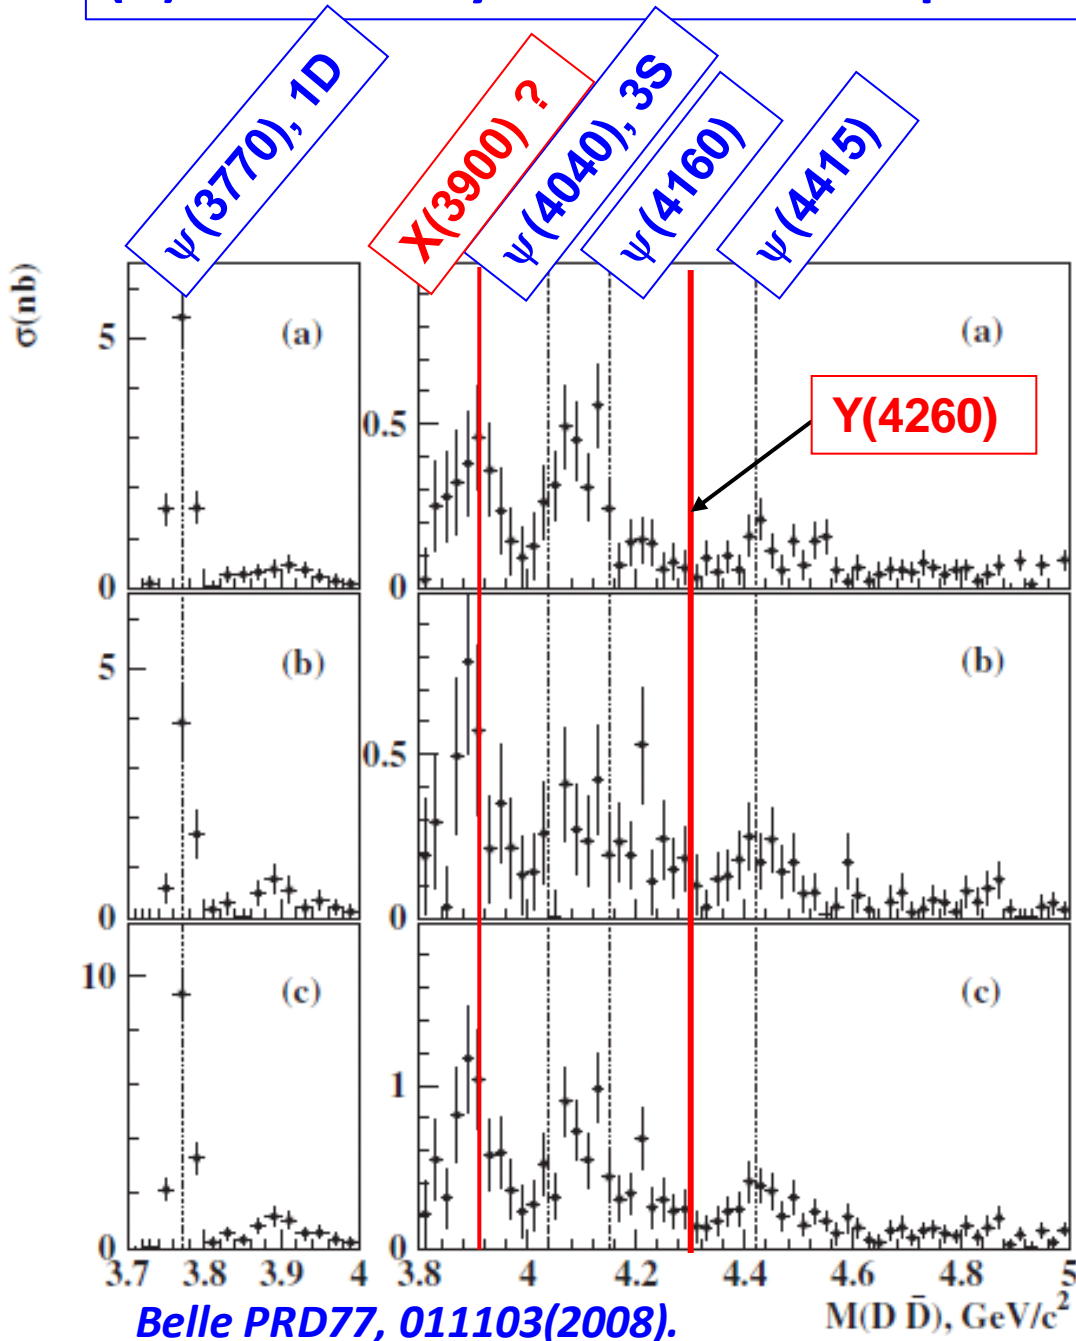 ψ(3770), 1D
X(3900) ?
ψ(4040), 3S
ψ(4160)
ψ(4415)
σ(nb)
5
0
(a)
0.5
0
(a)
Y(4260)
5
0
(b)
0.5
0
(b)
10
0
(c)
1
0
(c)
3.7 3.8 3.9 3.8 4 4.2 4.4 4.6 4.8 5
M(D D̄), GeV/c²
Belle PRD77, 011103(2008).